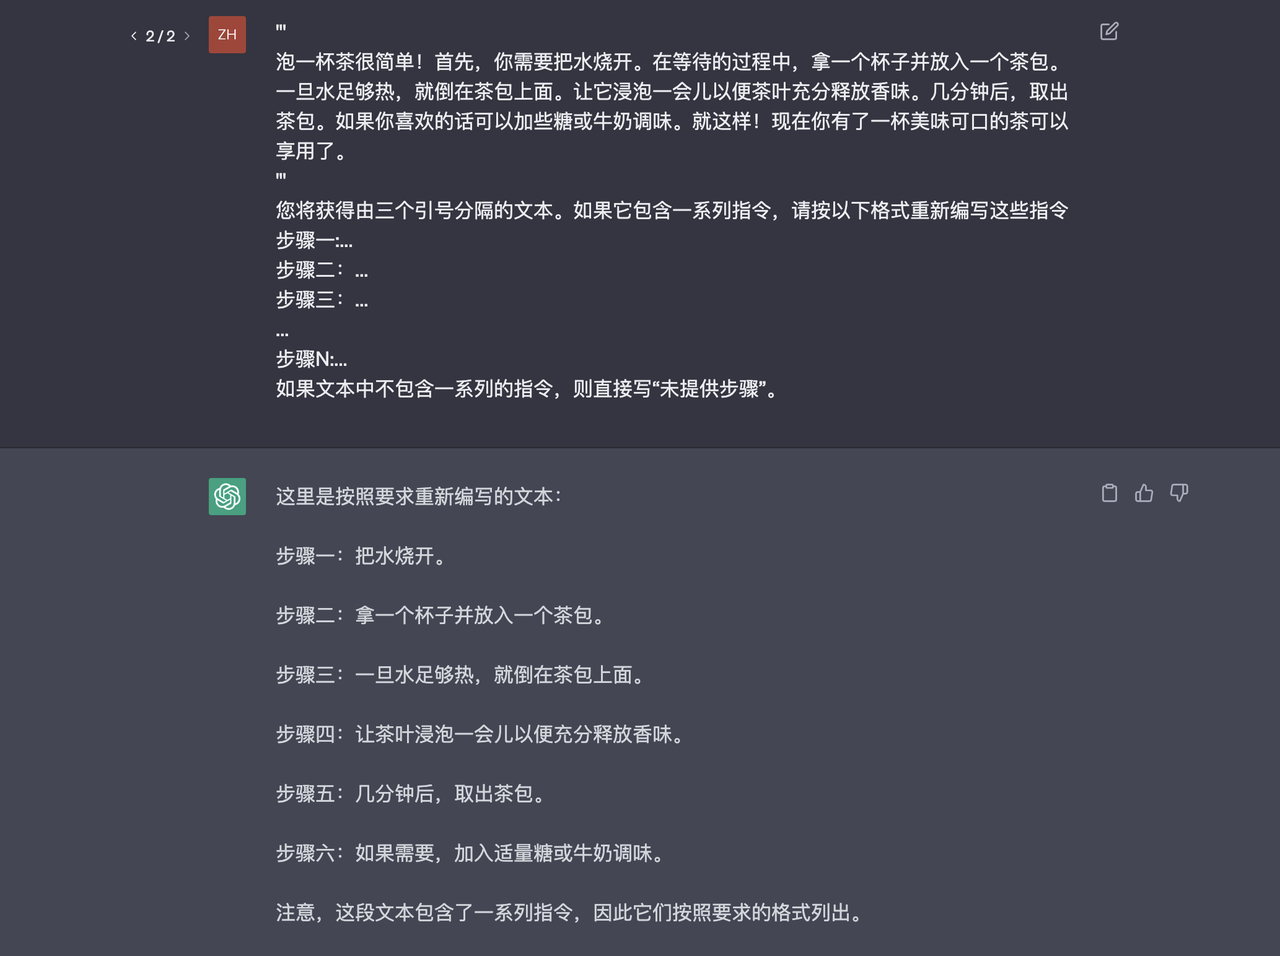 < 2/2 >
ZH
'''
泡一杯茶很简单！首先，你需要把水烧开。在等待的过程中，拿一个杯子并放入一个茶包。
一旦水足够热，就倒在茶包上面。让它浸泡一会儿以便茶叶充分释放香味。几分钟后，取出
茶包。如果你喜欢的话可以加些糖或牛奶调味。就这样！现在你有了一杯美味可口的茶可以
享用了。
'''
您将获得由三个引号分隔的文本。如果它包含一系列指令，请按以下格式重新编写这些指令
步骤一:...
步骤二：...
步骤三：...
...
步骤N:...
如果文本中不包含一系列的指令，则直接写“未提供步骤”。
这里是按照要求重新编写的文本：
步骤一：把水烧开。
步骤二：拿一个杯子并放入一个茶包。
步骤三：一旦水足够热，就倒在茶包上面。
步骤四：让茶叶浸泡一会儿以便充分释放香味。
步骤五：几分钟后，取出茶包。
步骤六：如果需要，加入适量糖或牛奶调味。
注意，这段文本包含了一系列指令，因此它们按照要求的格式列出。